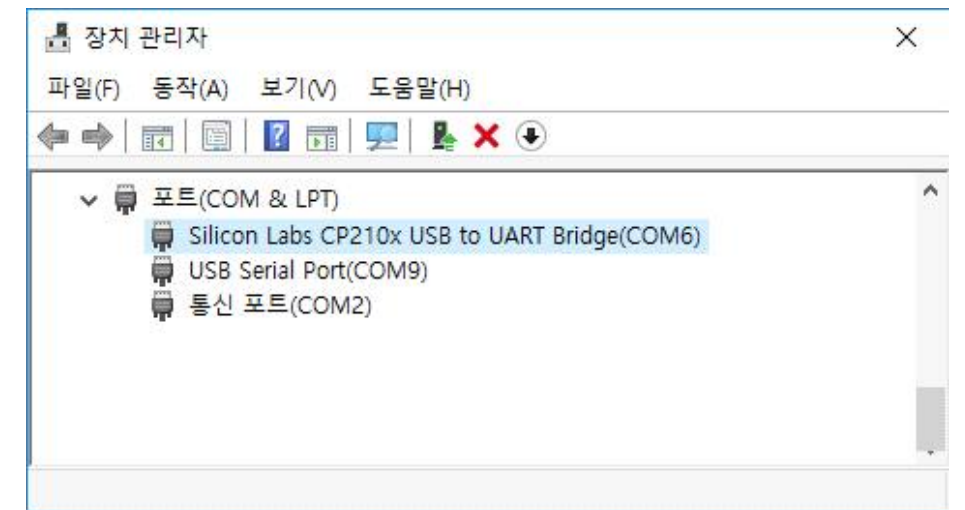 장치 관리자
파일(F) 동작(A) 보기(V) 도움말(H)
포트(COM & LPT)
Silicon Labs CP210x USB to UART Bridge(COM6)
USB Serial Port(COM9)
통신 포트(COM2)